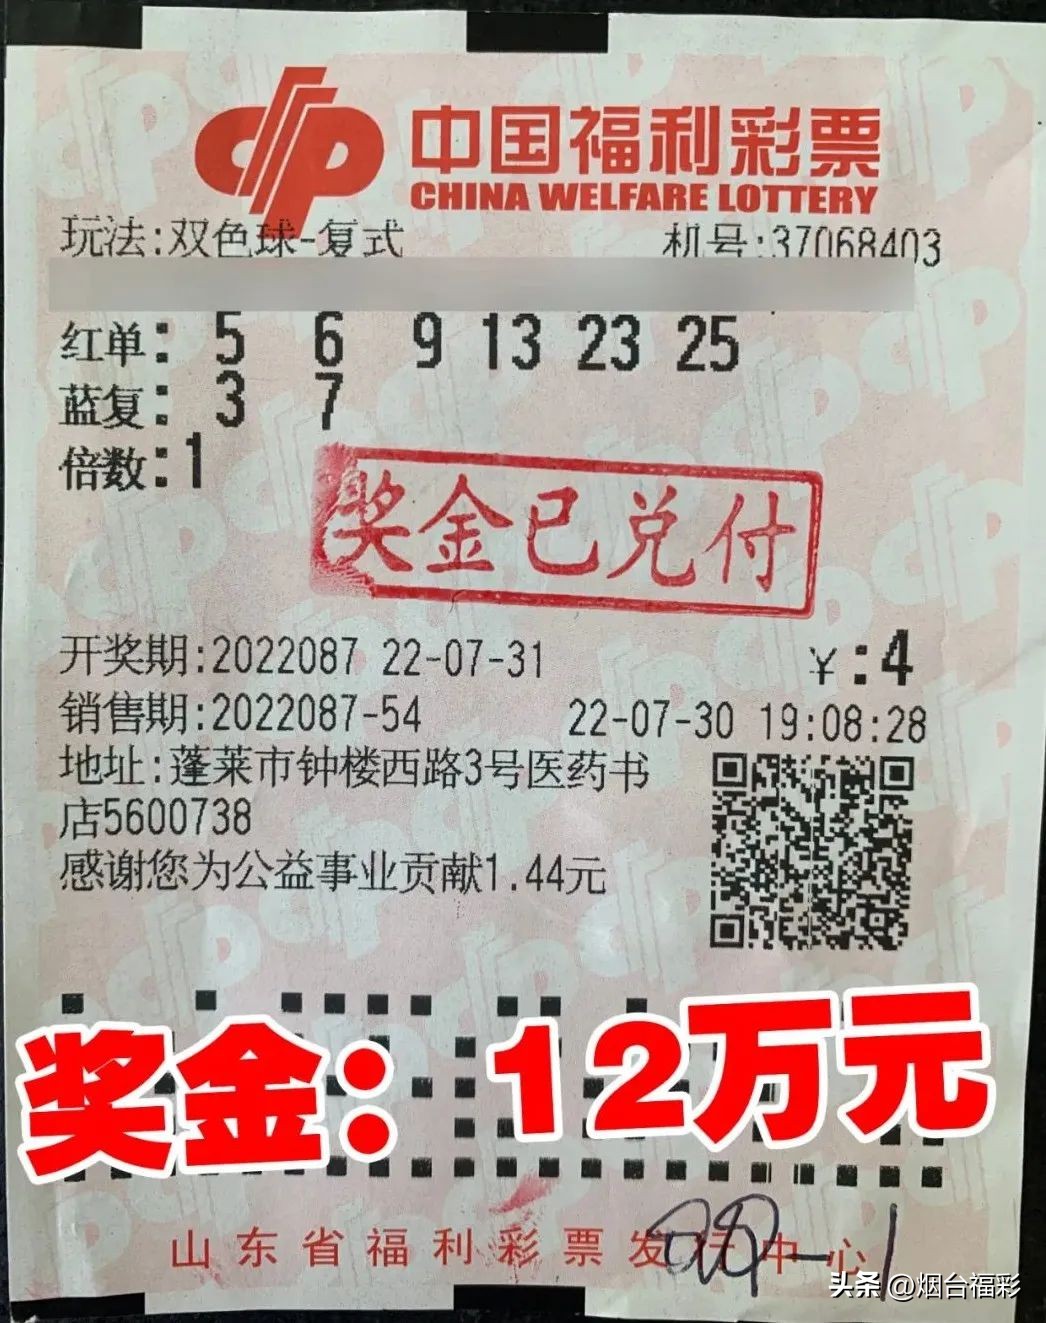 中国福利彩票
CHINA WELFARE LOTTERY
玩法:双色球-复式 机号:37068403
红单: 5 6 9 13 23 25
蓝复: 3 7
倍数:1
奖金已兑付
开奖期:2022087 22-07-31 ¥:4
销售期:2022087-54 22-07-30 19:08:28
地址:蓬莱市钟楼西路3号医药书
店5600738
感谢您为公益事业贡献1.44元
奖金：12万元
山东省福利彩票发行中心
头条 @烟台福彩